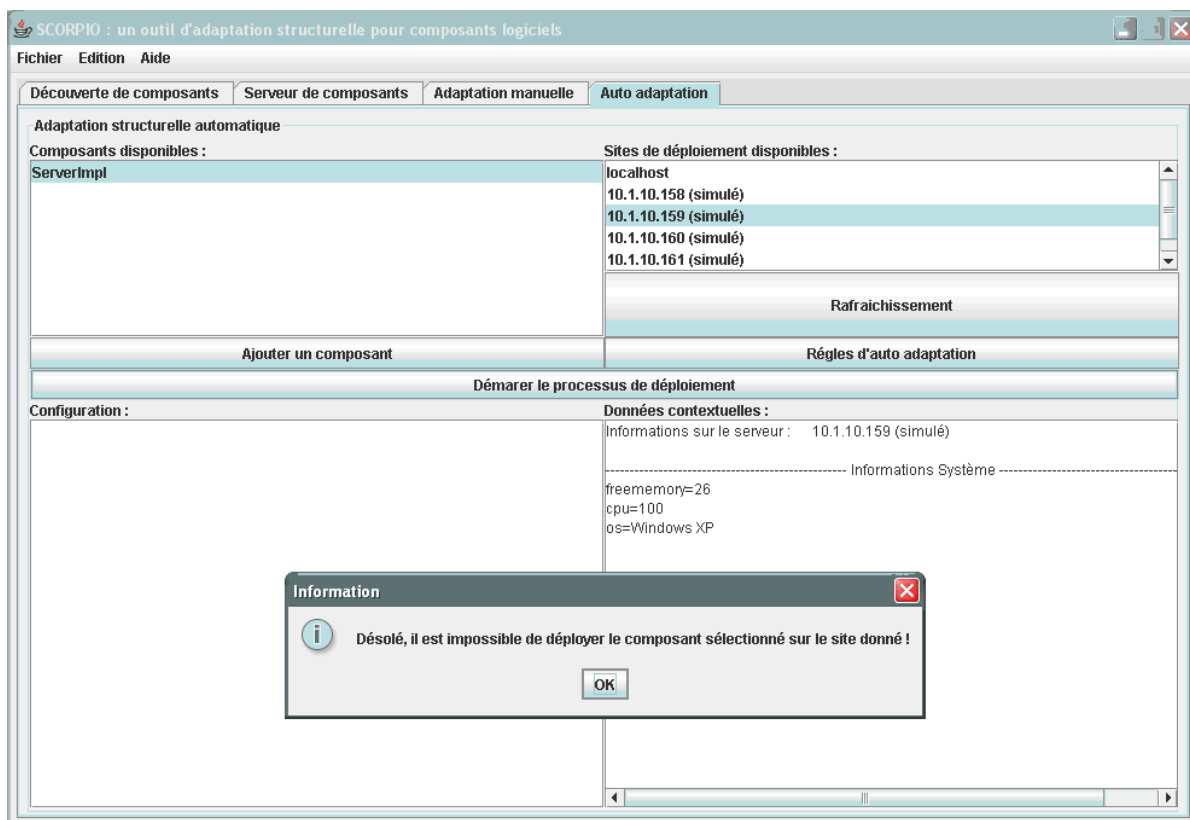 SCORPIO : un outil d'adaptation structurelle pour composants logiciels
Fichier Edition Aide
Découverte de composants Serveur de composants Adaptation manuelle Auto adaptation
Adaptation structurelle automatique
Composants disponibles :
ServerImpl
Sites de déploiement disponibles :
localhost
10.1.10.158 (simulé)
10.1.10.159 (simulé)
10.1.10.160 (simulé)
10.1.10.161 (simulé)
Rafraichissement
Ajouter un composant
Régles d'auto adaptation
Démarer le processus de déploiement
Configuration :
Données contextuelles :
Informations sur le serveur : 10.1.10.159 (simulé)
------------------------------------------------ Informations Système ------------------------------------
freememory=26
cpu=100
os=Windows XP
Information
Désolé, il est impossible de déployer le composant sélectionné sur le site donné !
OK